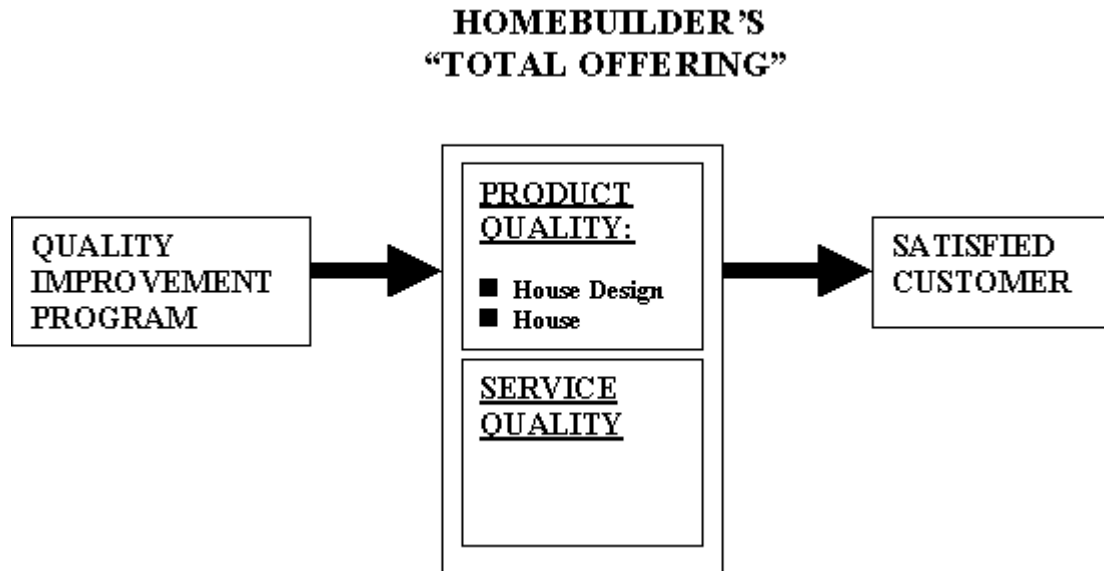 HOMEBUILDER'S
“TOTAL OFFERING”
QUALITY
IMPROVEMENT
PROGRAM
PRODUCT
QUALITY:
■ House Design
■ House
SERVICE
QUALITY
SATISFIED
CUSTOMER